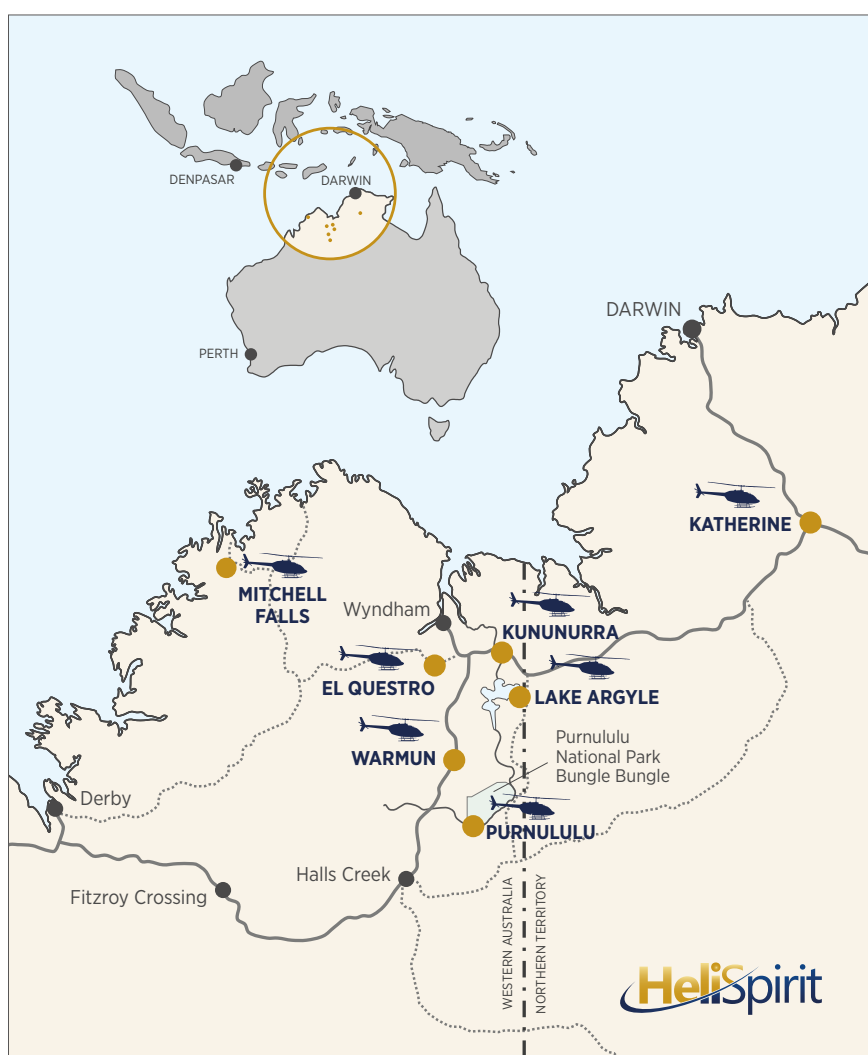 DENPASAR
DARWIN
PERTH
DARWIN
KATHERINE
MITCHELL
FALLS
Wyndham
KUNUNURRA
EL QUESTRO
LAKE ARGYLE
WARMUN
Purnululu
National Park
Bungle Bungle
Derby
PURNULULU
Halls Creek
Fitzroy Crossing
WESTERN AUSTRALIA
NORTHERN TERRITORY
HeliSpirit